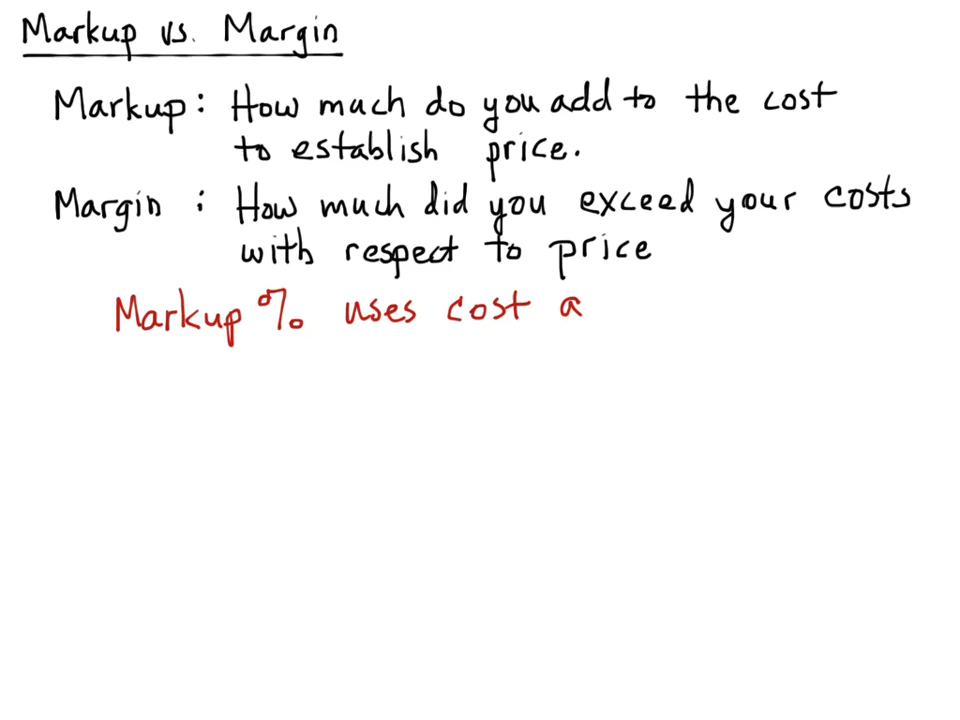 Markup vs. Margin
Markup: How much do you add to the cost
to establish price.
Margin: How much did you exceed your costs
with respect to price
Markup % uses cost a